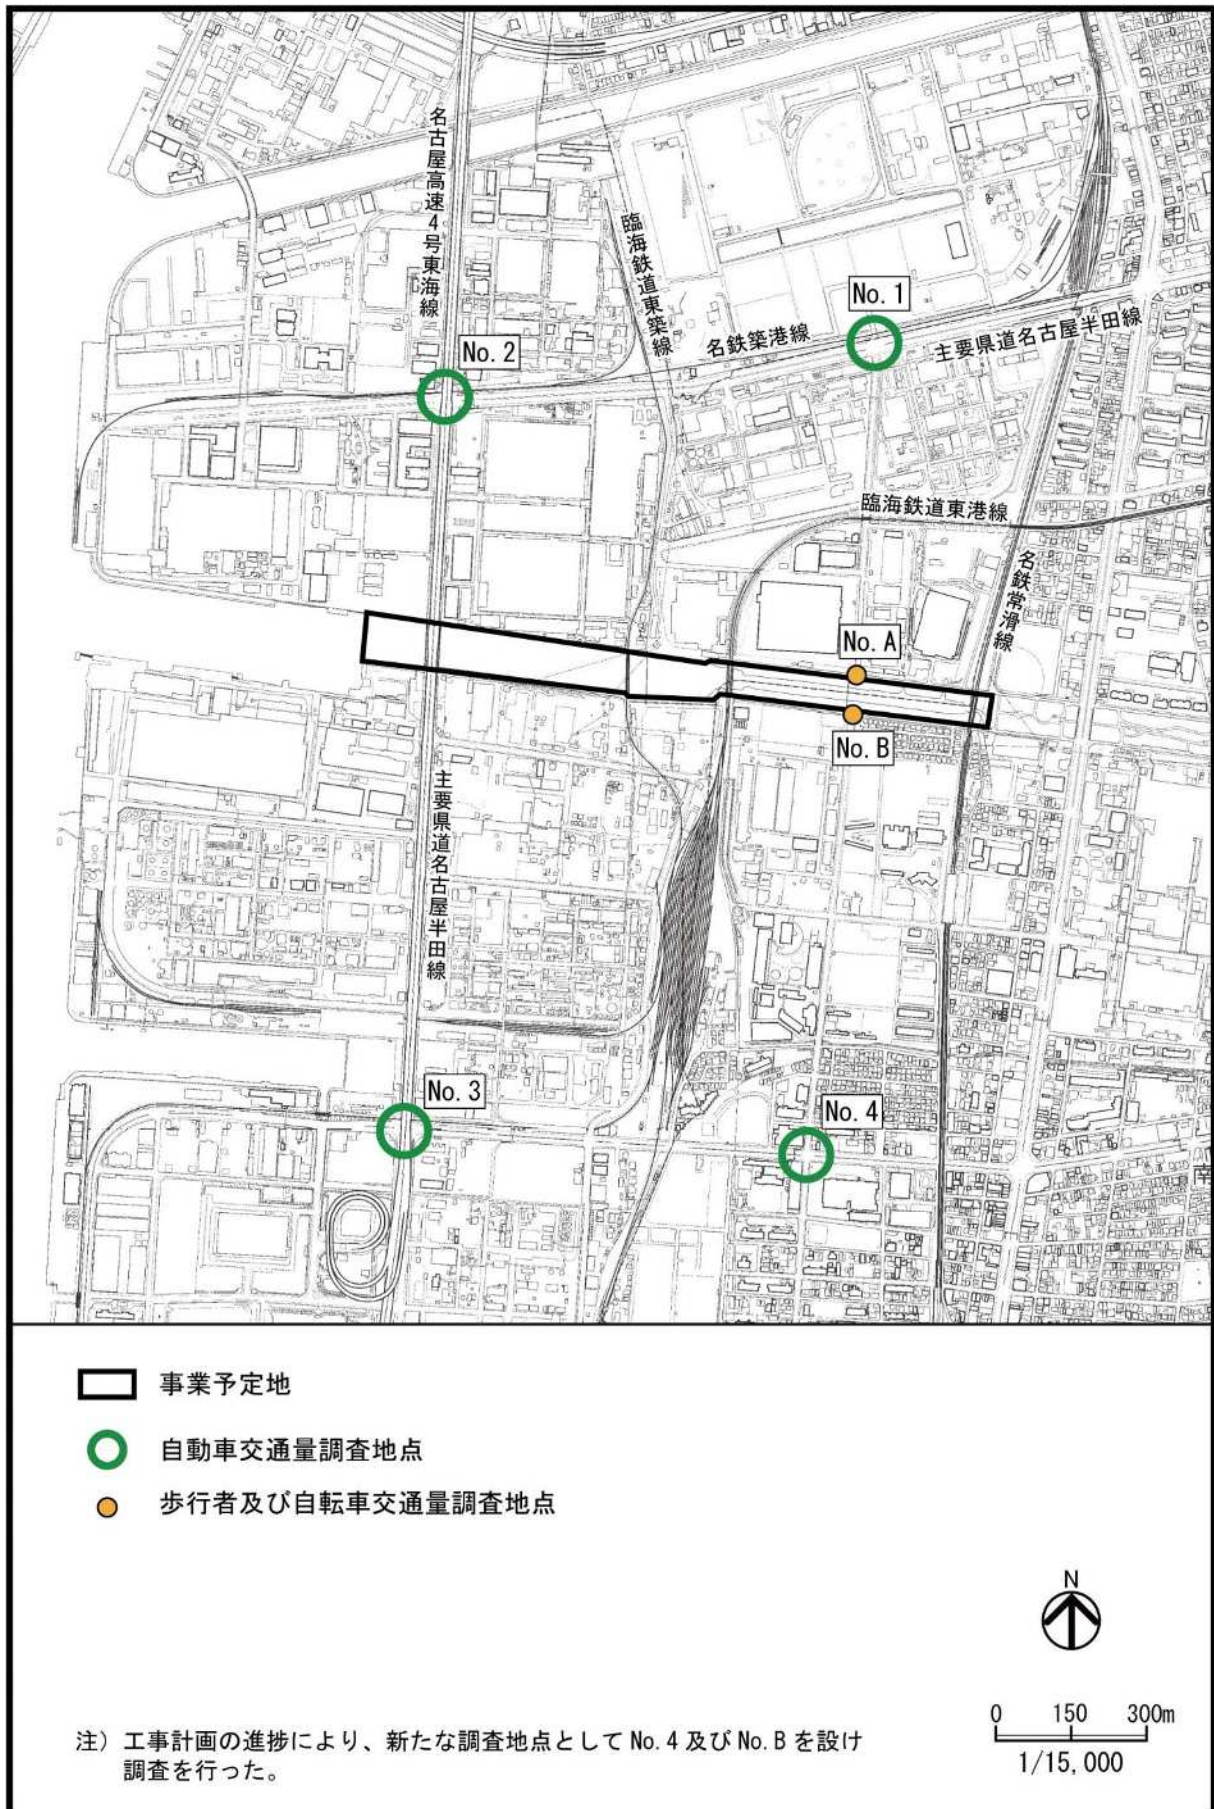 名古屋高速4号東海線
臨海鉄道東築線
No. 1
名鉄築港線
主要県道名古屋半田線
No. 2
臨海鉄道東港線
名鉄常滑線
No. A
No. B
主要県道名古屋半田線
No. 3
No. 4
南
事業予定地
自動車交通量調査地点
歩行者及び自転車交通量調査地点
N
0 150 300m
1/15,000
注) 工事計画の進捗により、新たな調査地点として No. 4 及び No. B を設け
調査を行った。